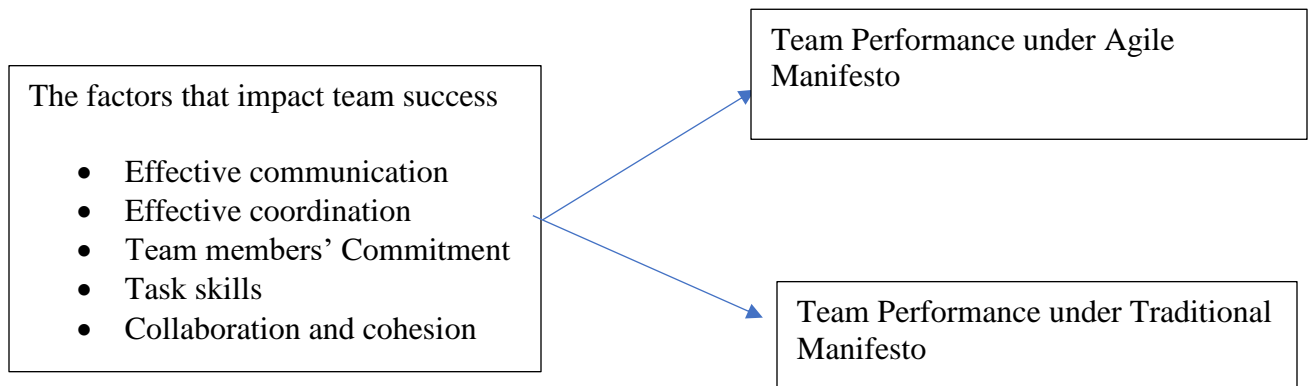 The factors that impact team success
• Effective communication
• Effective coordination
• Team members’ Commitment
• Task skills
• Collaboration and cohesion
Team Performance under Agile
Manifesto
Team Performance under Traditional
Manifesto